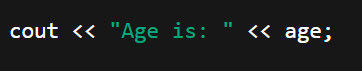 cout << "Age is: " << age;